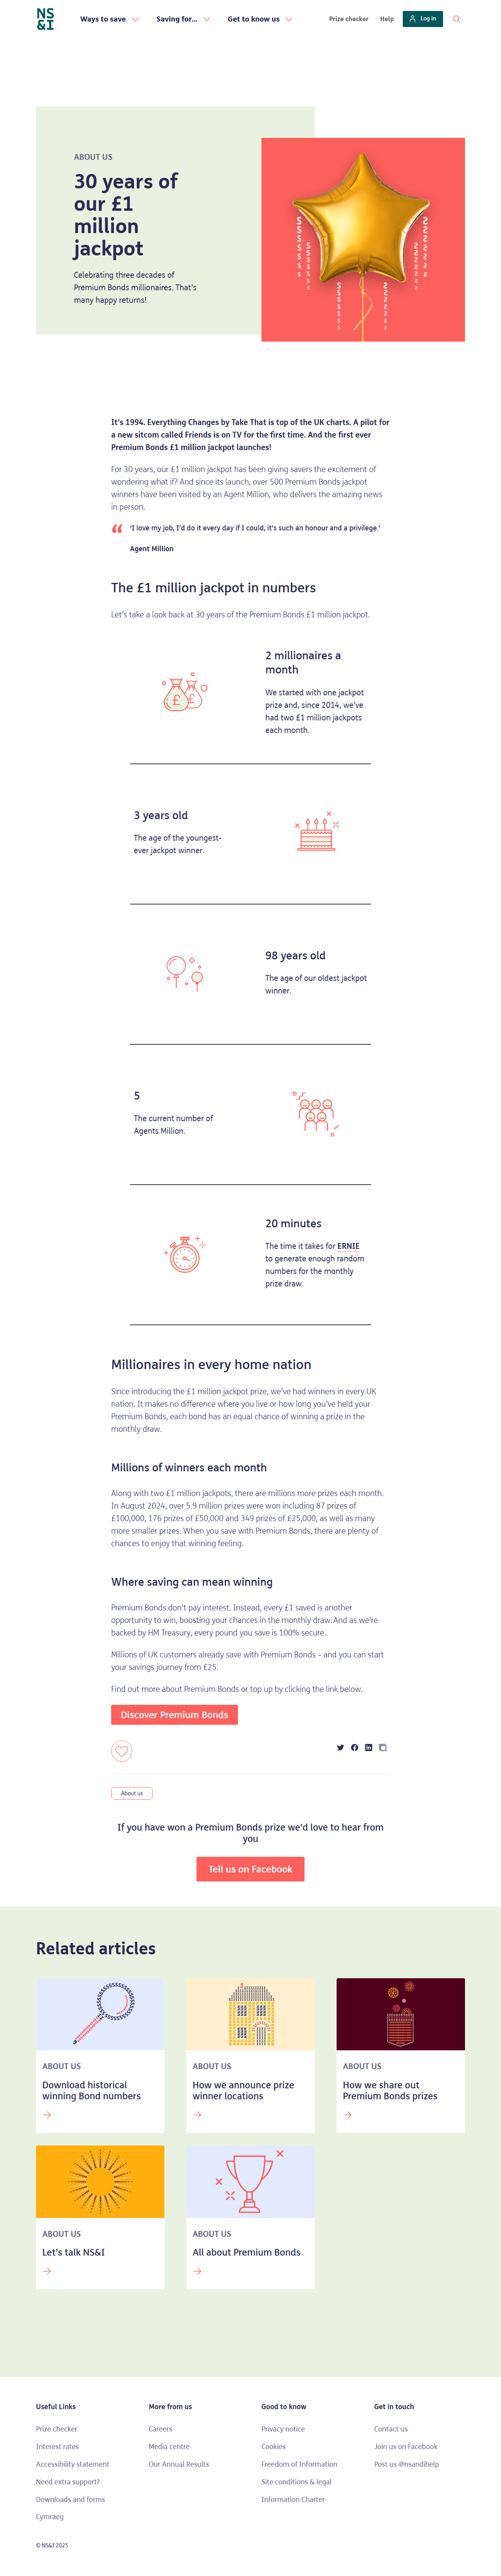 NS&I
Ways to save
Saving for...
Get to know us
Prize checker
Help
Log in
ABOUT US
30 years of
our £1
million
jackpot
Celebrating three decades of
Premium Bonds millionaires. That's
many happy returns!
It's 1994. Everything Changes by Take That is top of the UK charts. A pilot for
a new sitcom called Friends is on TV for the first time. And the first ever
Premium Bonds £1 million jackpot launches!
For 30 years, our £1 million jackpot has been giving savers the excitement of
wondering what if? And since its launch, over 500 Premium Bonds jackpot
winners have been visited by an Agent Million, who delivers the amazing news
in person.
'I love my job, I'd do it every day if I could, it's such an honour and a privilege.'
Agent Million
The £1 million jackpot in numbers
Let's take a look back at 30 years of the Premium Bonds £1 million jackpot.
2 millionaires a
month
We started with one jackpot
prize and, since 2014, we've
had two £1 million jackpots
each month.
3 years old
The age of the youngest-
ever jackpot winner.
98 years old
The age of our oldest jackpot
winner.
5
The current number of
Agents Million.
20 minutes
The time it takes for ERNIE
to generate enough random
numbers for the monthly
prize draw.
Millionaires in every home nation
Since introducing the £1 million jackpot prize, we've had winners in every UK
nation. It makes no difference where you live or how long you've held your
Premium Bonds, each bond has an equal chance of winning a prize in the
monthly draw.
Millions of winners each month
Along with two £1 million jackpots, there are millions more prizes each month.
In August 2024, over 5.9 million prizes were won including 87 prizes of
£100,000, 176 prizes of £50,000 and 349 prizes of £25,000, as well as many
more smaller prizes. When you save with Premium Bonds, there are plenty of
chances to enjoy that winning feeling.
Where saving can mean winning
Premium Bonds don't pay interest. Instead, every £1 saved is another
opportunity to win, boosting your chances in the monthly draw. And as we're
backed by HM Treasury, every pound you save is 100% secure.
Millions of UK customers already save with Premium Bonds – and you can start
your savings journey from £25.
Find out more about Premium Bonds or top up by clicking the link below.
Discover Premium Bonds
About us
If you have won a Premium Bonds prize we'd love to hear from
you
Tell us on Facebook
Related articles
ABOUT US
Download historical
winning Bond numbers
ABOUT US
How we announce prize
winner locations
ABOUT US
How we share out
Premium Bonds prizes
ABOUT US
Let's talk NS&I
ABOUT US
All about Premium Bonds
Useful Links
Prize checker
Interest rates
Accessibility statement
Need extra support?
Downloads and forms
Cymraeg
More from us
Careers
Media centre
Our Annual Results
Good to know
Privacy notice
Cookies
Freedom of Information
Site conditions & legal
Information Charter
Get in touch
Contact us
Join us on Facebook
Post us @nsandihelp
© NS&I 2025